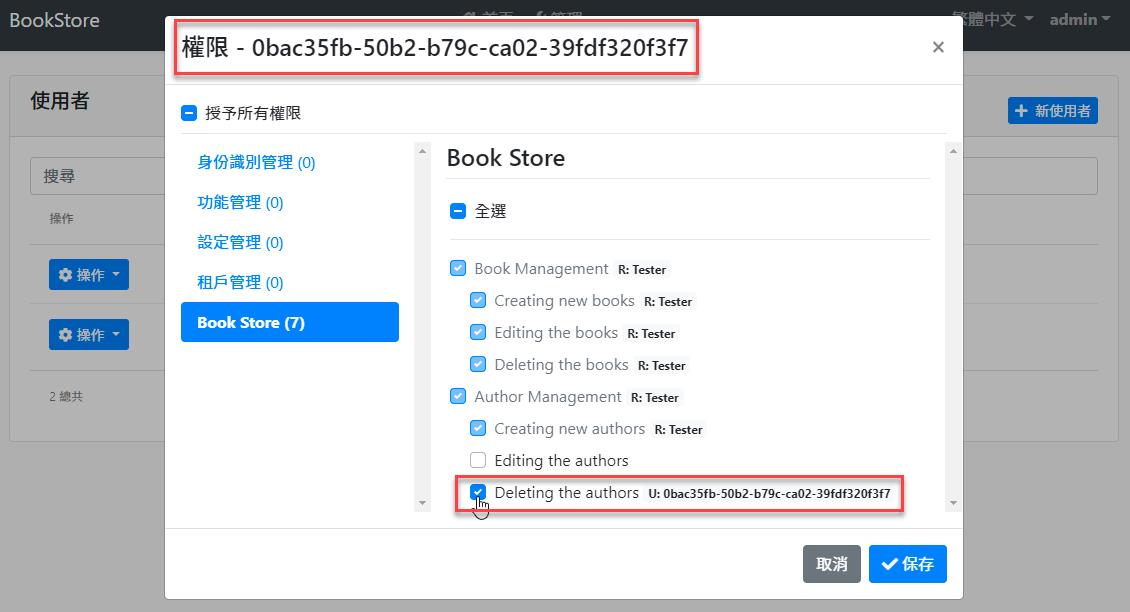 BookStore
首頁
管理
繁體中文
admin
權限 - 0bac35fb-50b2-b79c-ca02-39fdf320f3f7
×
使用者
新使用者
搜尋
操作
操作
操作
2 總共
授予所有權限
身份識別管理 (0)
功能管理 (0)
設定管理 (0)
租戶管理 (0)
Book Store (7)
Book Store
全選
Book Management R: Tester
Creating new books R: Tester
Editing the books R: Tester
Deleting the books R: Tester
Author Management R: Tester
Creating new authors R: Tester
Editing the authors
Deleting the authors U: 0bac35fb-50b2-b79c-ca02-39fdf320f3f7
取消
保存